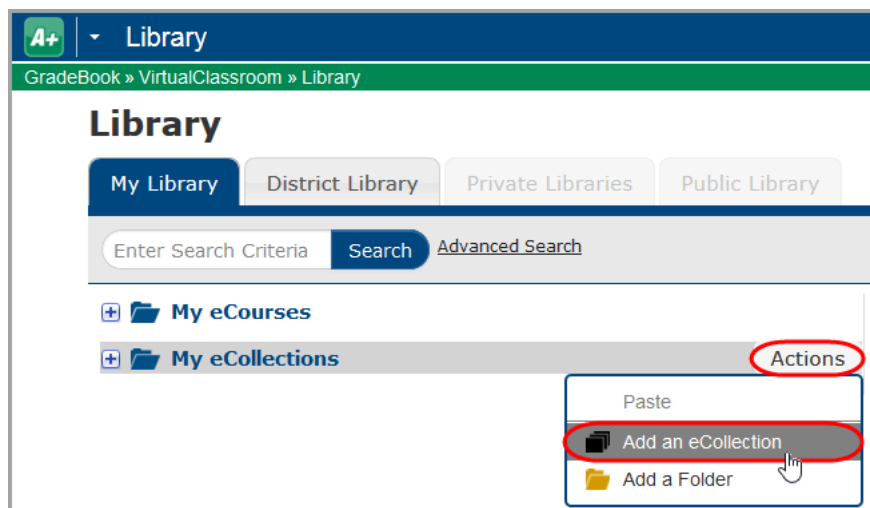 A+ Library
GradeBook » VirtualClassroom » Library
Library
My Library District Library Private Libraries Public Library
Enter Search Criteria Search Advanced Search
My eCourses
My eCollections Actions
Paste
Add an eCollection
Add a Folder